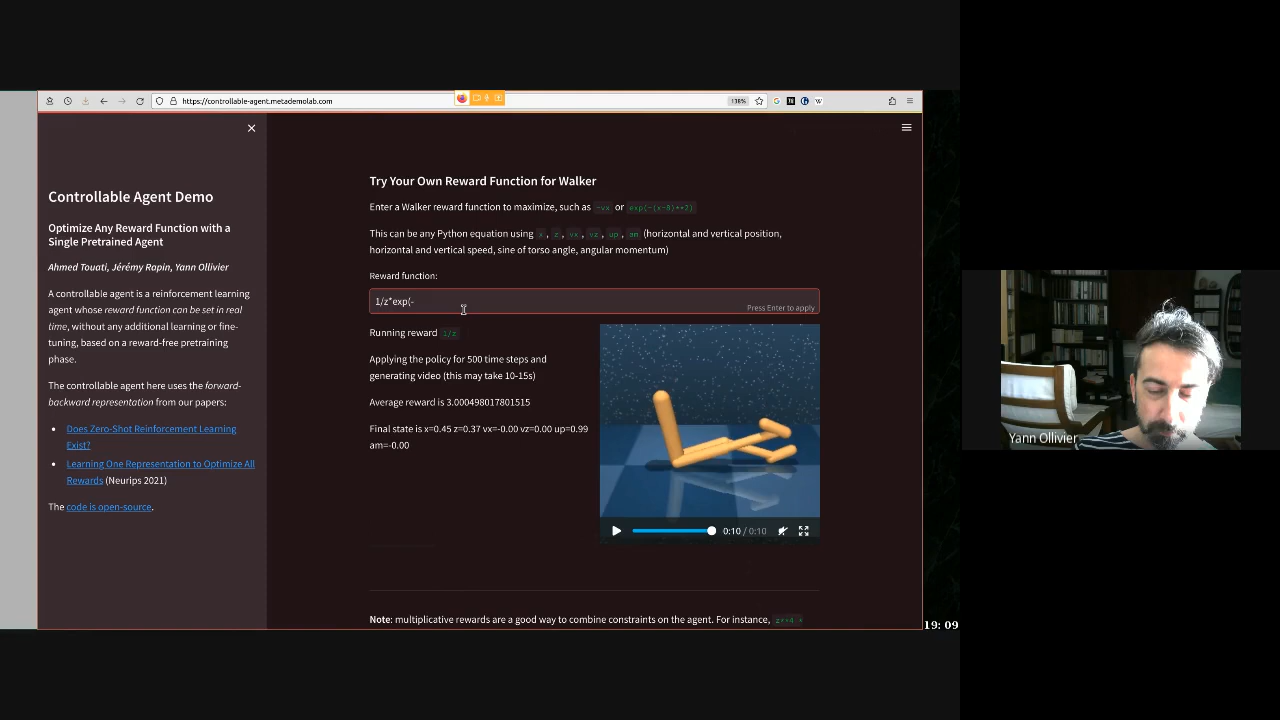 https://controllable-agent.metademolab.com
138%
Controllable Agent Demo
Optimize Any Reward Function with a
Single Pretrained Agent
Ahmed Touati, Jérémy Rapin, Yann Ollivier
A controllable agent is a reinforcement learning
agent whose reward function can be set in real
time, without any additional learning or fine-
tuning, based on a reward-free pretraining
phase.
The controllable agent here uses the forward-
backward representation from our papers:
Does Zero-Shot Reinforcement Learning
Exist?
Learning One Representation to Optimize All
Rewards (Neurips 2021)
The code is open-source.
Try Your Own Reward Function for Walker
Enter a Walker reward function to maximize, such as -vx or exp(-(x-8)**2)
This can be any Python equation using x, z, vx, vz, up, am (horizontal and vertical position,
horizontal and vertical speed, sine of torso angle, angular momentum)
Reward function:
1/z*exp(-
Press Enter to apply
Running reward 1/z
Applying the policy for 500 time steps and
generating video (this may take 10-15s)
Average reward is 3.000498017801515
Final state is x=0.45 z=0.37 vx=-0.00 vz=0.00 up=0.99
am=-0.00
0:10 / 0:10
Note: multiplicative rewards are a good way to combine constraints on the agent. For instance, z**4 *
19: 09
Yann Ollivier